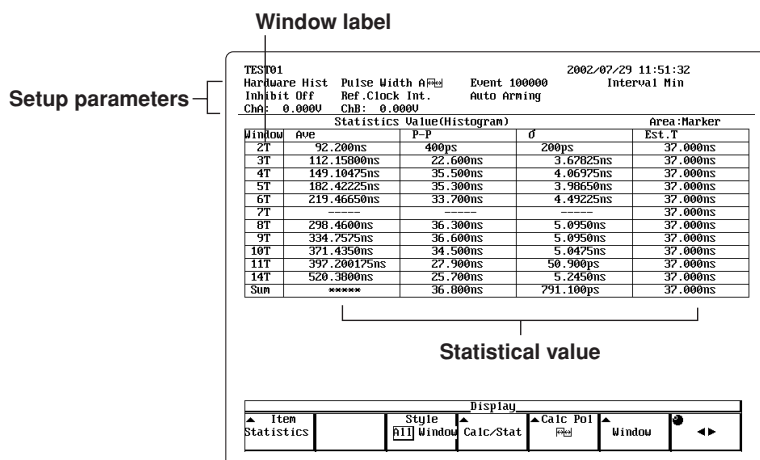 Window label
Setup parameters
TEST01 2002/07/29 11:51:32
Hardware Hist Pulse Width A Event 100000 Interval Min
Inhibit Off Ref.Clock Int. Auto Arming
ChA: 0.000V ChB: 0.000V
Statistics Value(Histogram) Area:Marker
Window Ave P-P σ Est.T
2T 92.200ns 400ps 200ps 37.000ns
3T 112.15800ns 22.600ns 3.67825ns 37.000ns
4T 149.10475ns 35.500ns 4.06975ns 37.000ns
5T 182.42225ns 35.300ns 3.98650ns 37.000ns
6T 219.46650ns 33.700ns 4.49225ns 37.000ns
7T ----- ----- ----- 37.000ns
8T 298.4600ns 36.300ns 5.0950ns 37.000ns
9T 334.7575ns 36.600ns 5.0950ns 37.000ns
10T 371.4350ns 34.500ns 5.0475ns 37.000ns
11T 397.200175ns 27.900ns 50.900ps 37.000ns
14T 520.3800ns 25.700ns 5.2450ns 37.000ns
Sum ***** 36.800ns 791.100ps 37.000ns
Statistical value
Display
Item Style Calc Pol
Statistics All Window Calc/Stat Window